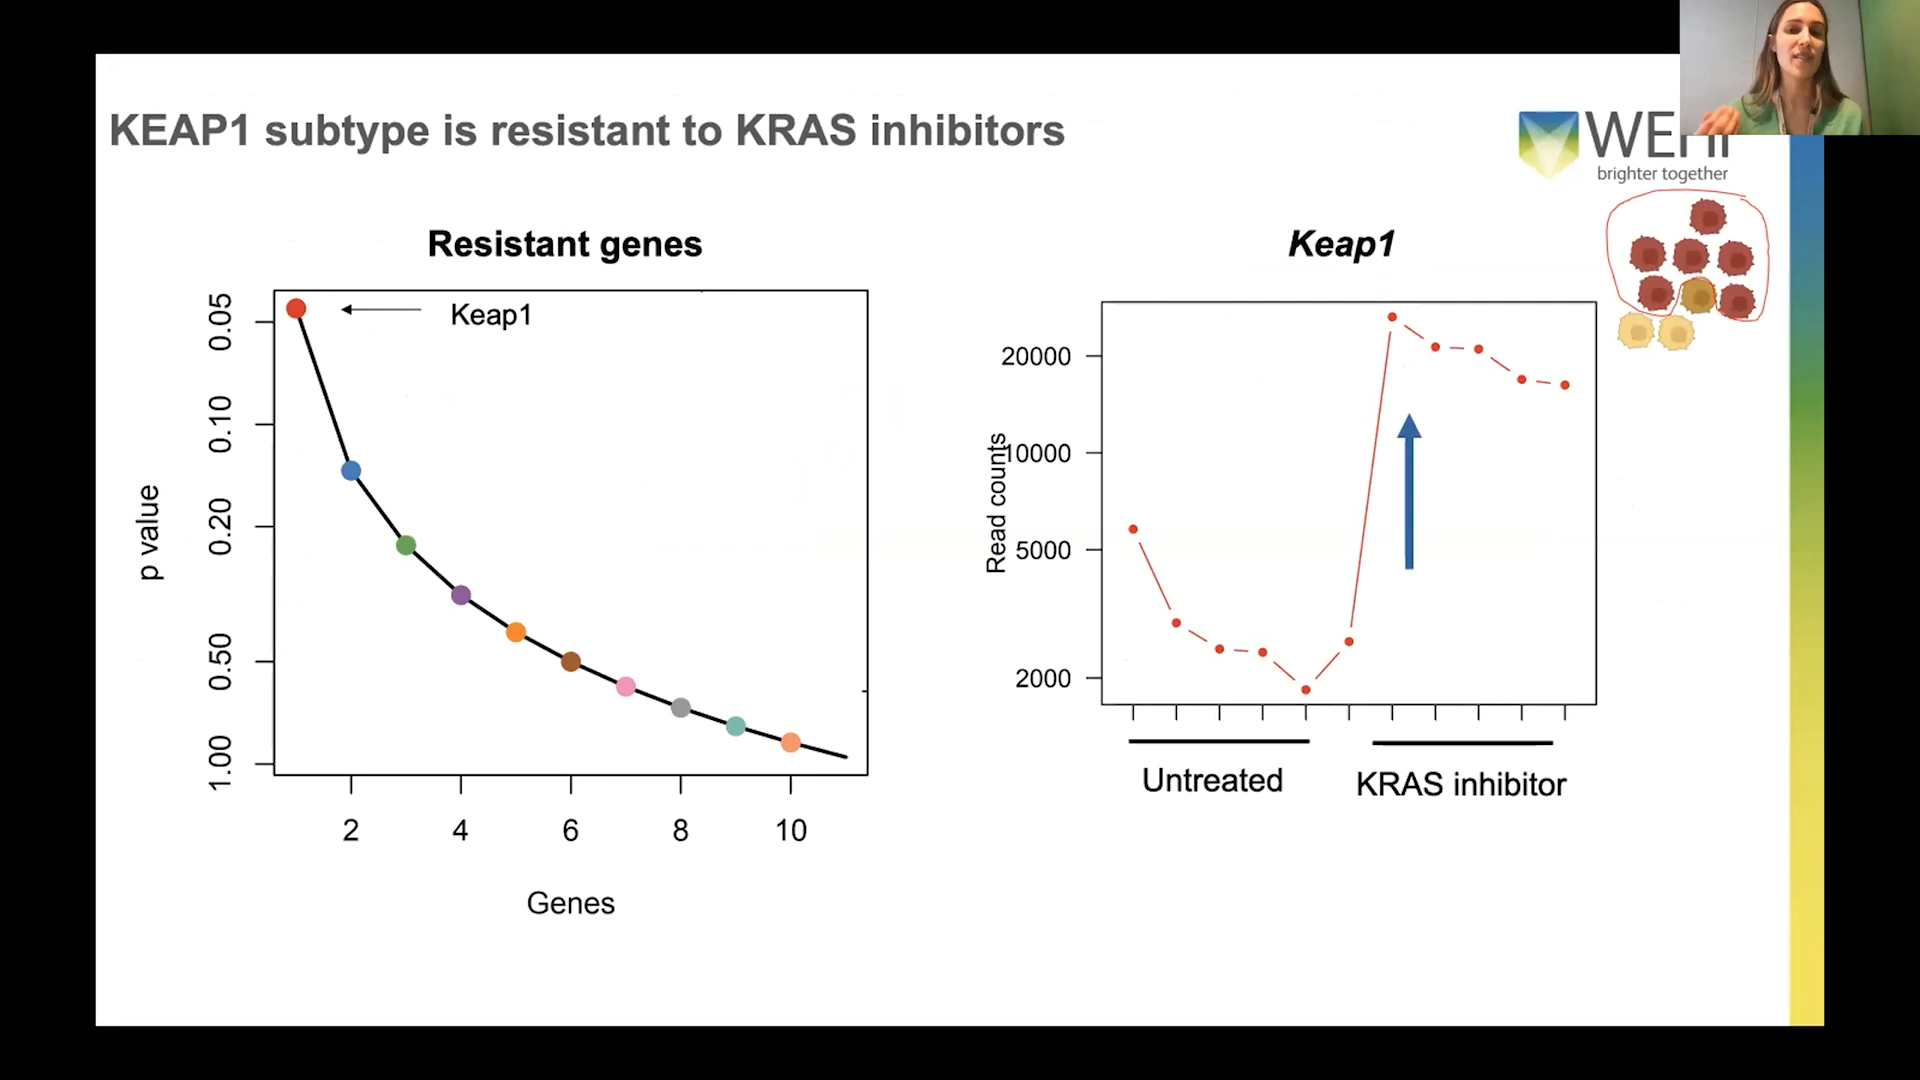 KEAP1 subtype is resistant to KRAS inhibitors
WEHI
brighter together
Resistant genes
Keap1
p value
0.05
0.10
0.20
0.50
1.00
2
4
6
8
10
Genes
Keap1
Read counts
20000
10000
5000
2000
Untreated
KRAS inhibitor